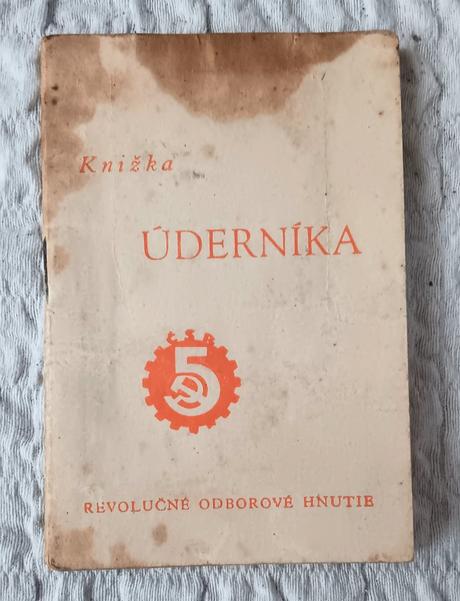 Knižka
ÚDERNÍKA
ČSR
5
REVOLUČNÉ ODBOROVÉ HNUTIE